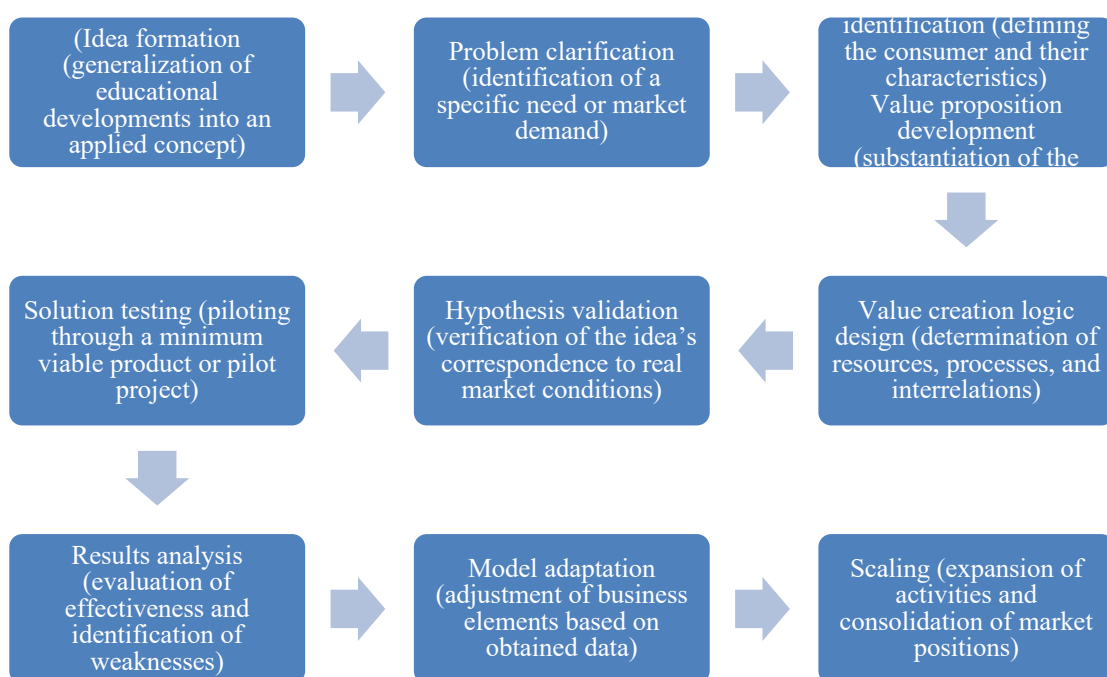 (Idea formation
(generalization of
educational
developments into an
applied concept)
Problem clarification
(identification of a
specific need or market
demand)
identification (defining
the consumer and their
characteristics)
Value proposition
development
(substantiation of the
Value creation logic
design (determination of
resources, processes, and
interrelations)
Hypothesis validation
(verification of the idea’s
correspondence to real
market conditions)
Solution testing (piloting
through a minimum
viable product or pilot
project)
Results analysis
(evaluation of
effectiveness and
identification of
weaknesses)
Model adaptation
(adjustment of business
elements based on
obtained data)
Scaling (expansion of
activities and
consolidation of market
positions)